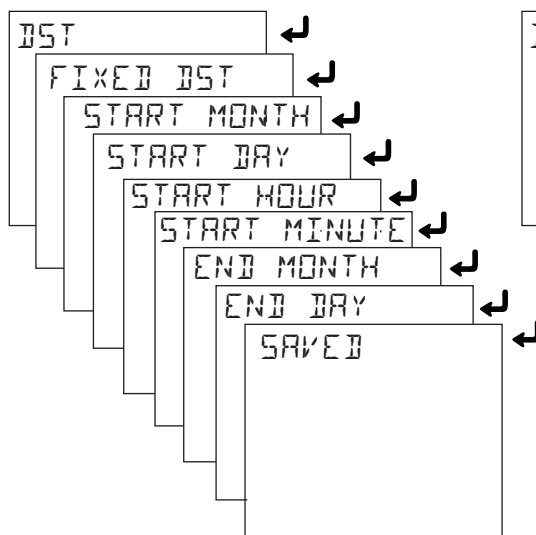 DST
FIXED DST
START MONTH
START DAY
START HOUR
START MINUTE
END MONTH
END DAY
SAVED